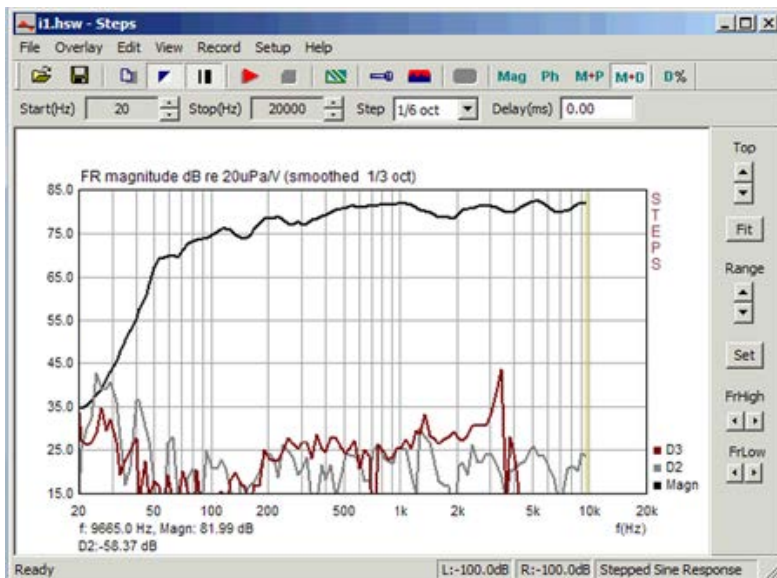 i1.hsw - Steps
File Overlay Edit View Record Setup Help
Mag Ph M+P M+D D%
Start(Hz) 20 Stop(Hz) 20000 Step 1/6 oct Delay(ms) 0.00
FR magnitude dB re 20uPa/V (smoothed 1/3 oct)
85.0
75.0
65.0
55.0
45.0
35.0
25.0
15.0
STEPS
D3
D2
Magn
20 50 100 200 500 1k 2k 5k 10k 20k
f: 9665.0 Hz, Magn: 81.99 dB f(Hz)
D2:-58.37 dB
Top
Fit
Range
Set
FrHigh
FrLow
Ready L:-100.0dB R:-100.0dB Stepped Sine Response